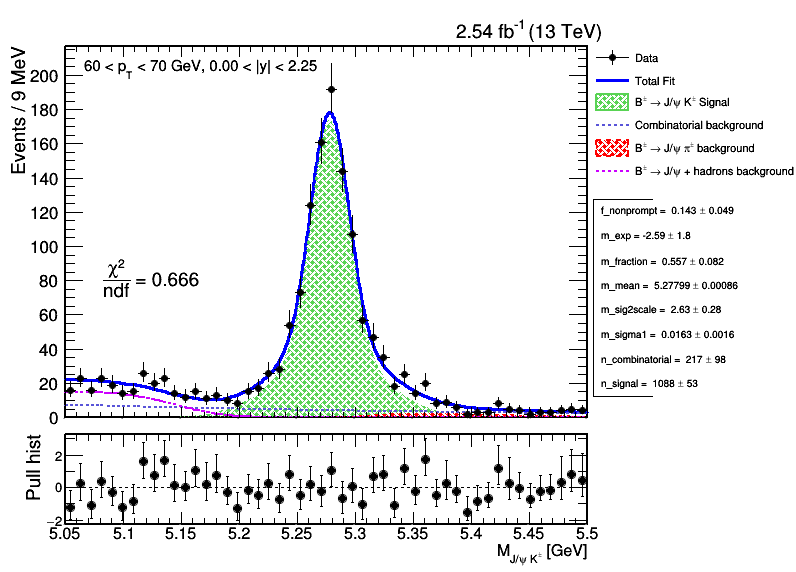 2.54 fb⁻¹ (13 TeV)
Events / 9 MeV
200
180
160
140
120
100
80
60
40
20
0
60 < p_T < 70 GeV, 0.00 < |y| < 2.25
χ²/ndf = 0.666
Data
Total Fit
B± → J/ψ K± Signal
Combinatorial background
B± → J/ψ π± background
B± → J/ψ + hadrons background
f_nonprompt = 0.143 ± 0.049
m_exp = -2.59 ± 1.8
m_fraction = 0.557 ± 0.082
m_mean = 5.27799 ± 0.00086
m_sig2scale = 2.63 ± 0.28
m_sigma1 = 0.0163 ± 0.0016
n_combinatorial = 217 ± 98
n_signal = 1088 ± 53
Pull hist
2
0
−2
5.05 5.1 5.15 5.2 5.25 5.3 5.35 5.4 5.45 5.5
M_{J/ψ K±} [GeV]